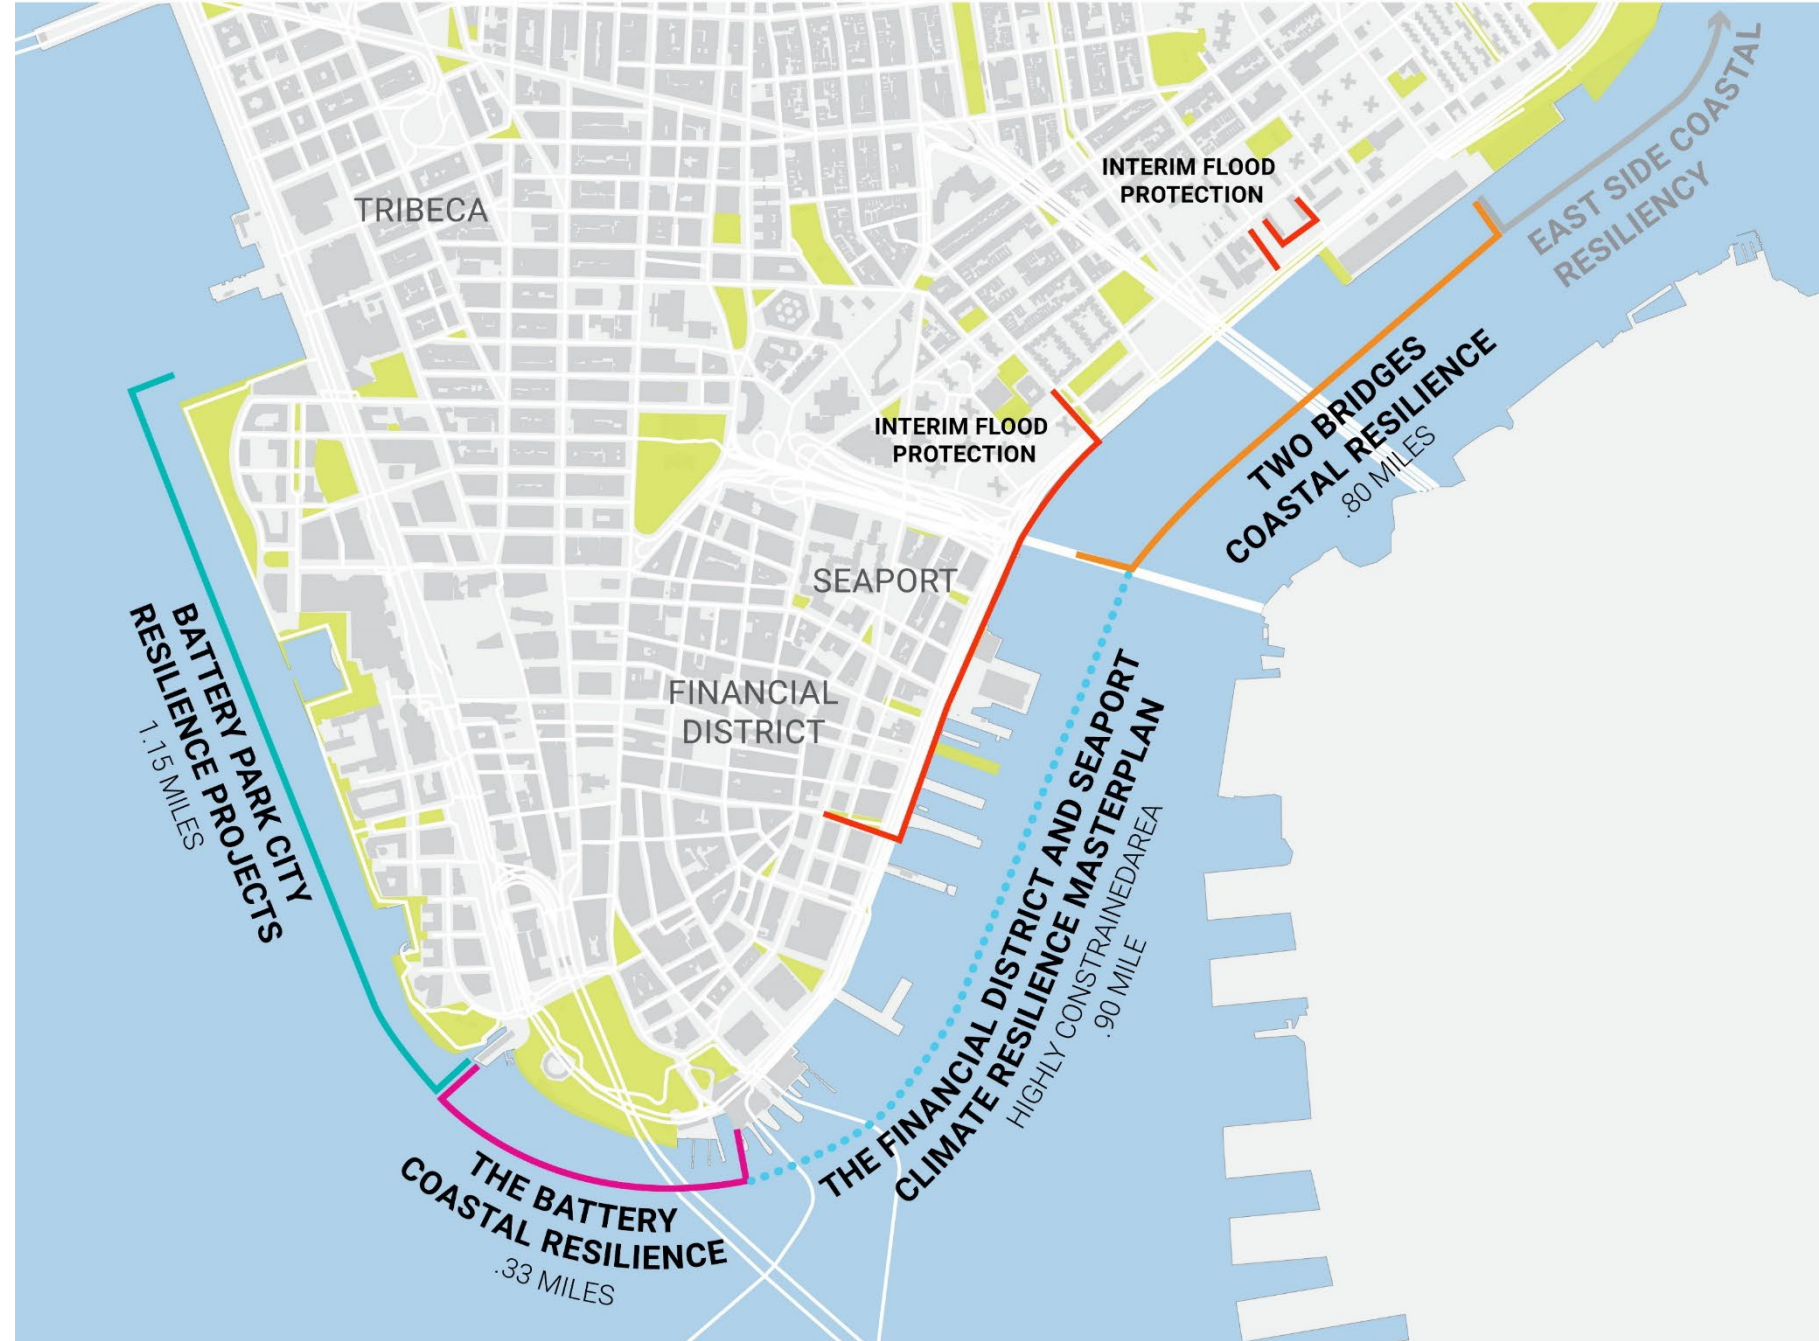 TRIBECA
INTERIM FLOOD
PROTECTION
EAST SIDE COASTAL
RESILIENCY
INTERIM FLOOD
PROTECTION
TWO BRIDGES
COASTAL RESILIENCE
.80 MILES
SEAPORT
FINANCIAL
DISTRICT
BATTERY PARK CITY
RESILIENCE PROJECTS
1.15 MILES
THE FINANCIAL DISTRICT AND SEAPORT
CLIMATE RESILIENCE MASTERPLAN
HIGHLY CONSTRAINEDAREA
.90 MILE
THE BATTERY
COASTAL RESILIENCE
.33 MILES